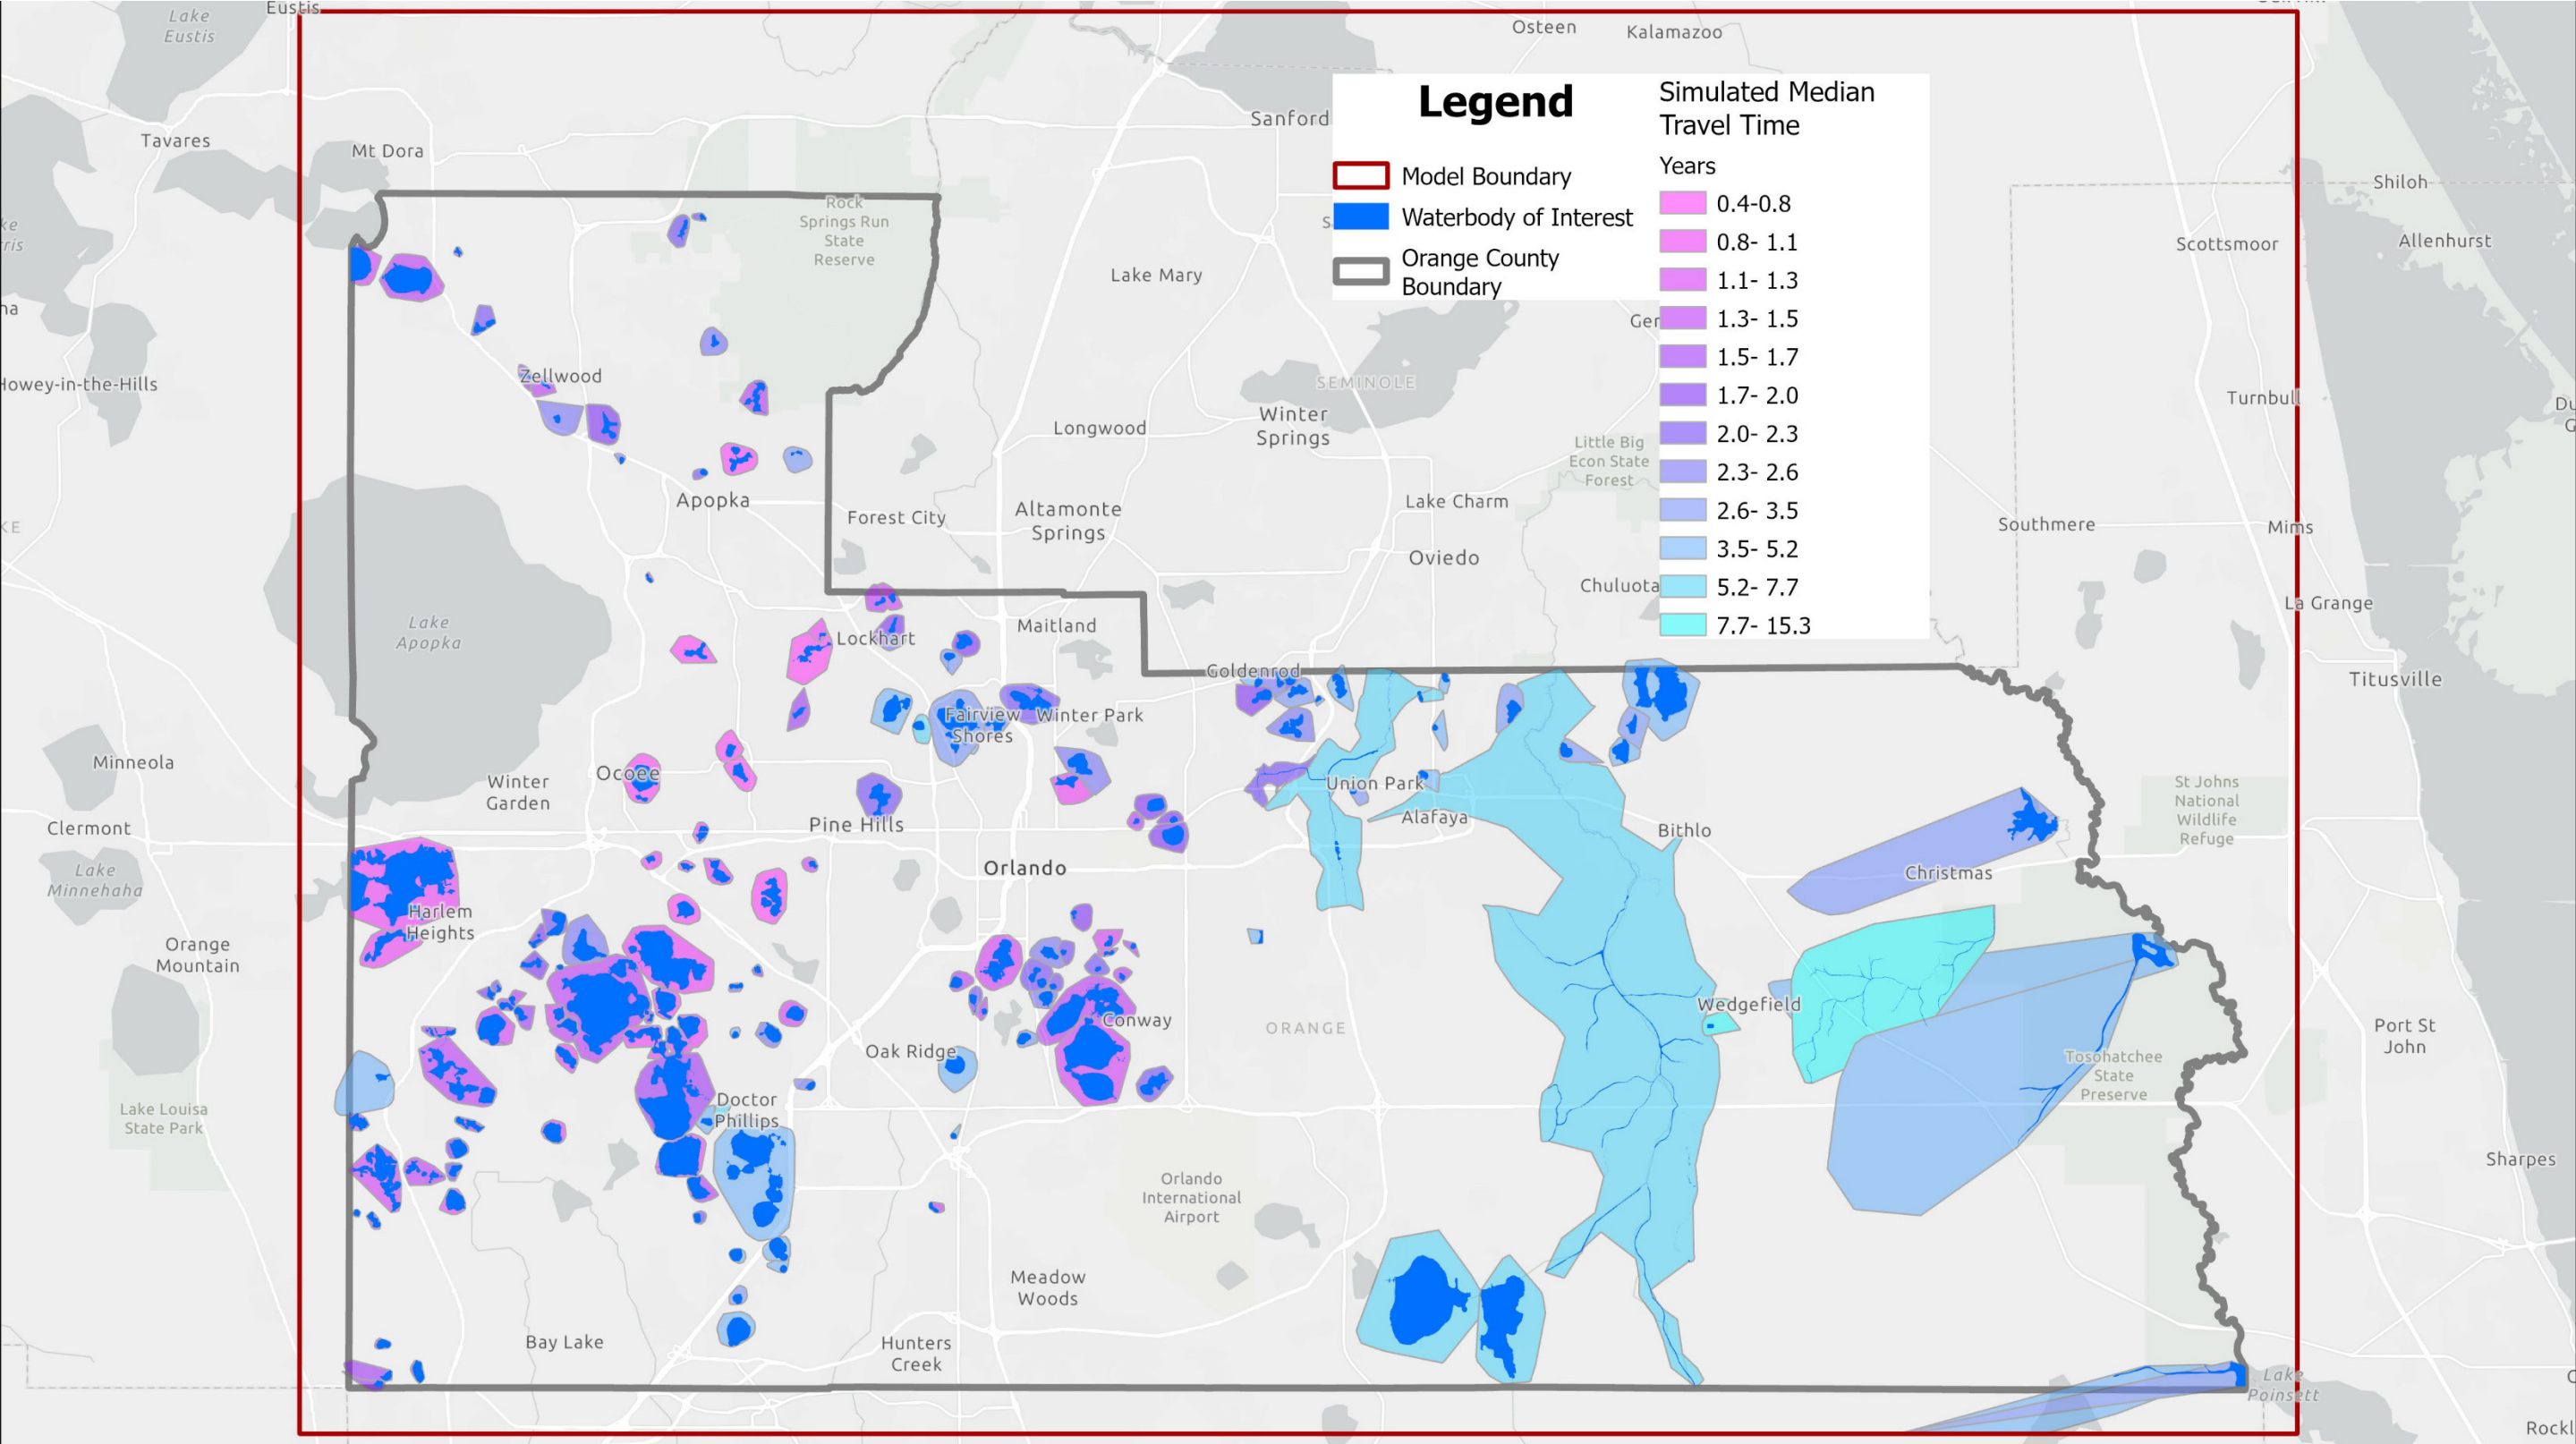 Eustis
Lake
Eustis
Osteen
Kalamazoo
Legend
Simulated Median
Travel Time
Years
Model Boundary
Waterbody of Interest
Orange County
Boundary
0.4-0.8
0.8- 1.1
1.1- 1.3
1.3- 1.5
1.5- 1.7
1.7- 2.0
2.0- 2.3
2.3- 2.6
2.6- 3.5
3.5- 5.2
5.2- 7.7
7.7- 15.3
Sanford
Tavares
Mt Dora
Shiloh
Rock
Springs Run
State
Reserve
Scottsmoor
Allenhurst
Lake Mary
Ger
Howey-in-the-Hills
Zellwood
SEMINOLE
Turnbull
Winter
Springs
Longwood
Little Big
Econ State
Forest
Apopka
Lake Charm
Forest City
Altamonte
Springs
Southmere
Mims
Oviedo
Chuluota
La Grange
Lake
Apopka
Lockhart
Maitland
Goldenrod
Titusville
Fairview
Shores
Winter Park
Minneola
Ocoee
Winter
Garden
Union Park
St Johns
National
Wildlife
Refuge
Clermont
Pine Hills
Alafaya
Bithlo
Lake
Minnehaha
Orlando
Christmas
Harlem
Heights
Orange
Mountain
Wedgefield
Conway
ORANGE
Port St
John
Oak Ridge
Tosohatchee
State
Preserve
Lake Louisa
State Park
Doctor
Phillips
Sharpes
Orlando
International
Airport
Meadow
Woods
Bay Lake
Hunters
Creek
Lake
Poinsett
Rockl